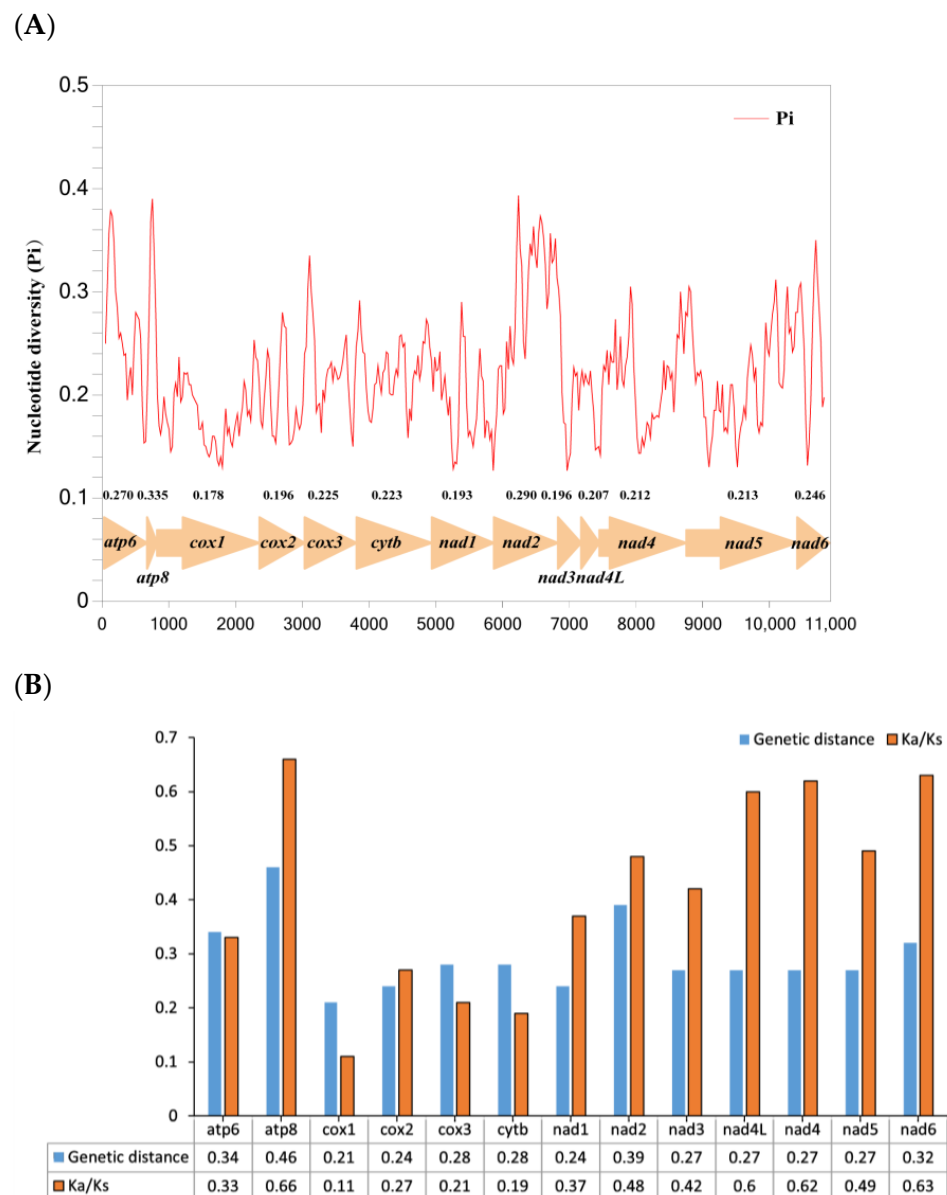 (A)
0.5
Pi
0.4
Nucleotide diversity (Pi)
0.3
0.2
0.1
0.270 0.335 0.178 0.196 0.225 0.223 0.193 0.290 0.196 0.207 0.212 0.213 0.246
atp6 cox1 cox2 cox3 cytb nad1 nad2 nad4 nad5 nad6
atp8 nad3 nad4L
0
0 1000 2000 3000 4000 5000 6000 7000 8000 9000 10,000 11,000
(B)
0.7
Genetic distance Ka/Ks
0.6
0.5
0.4
0.3
0.2
0.1
0
atp6 atp8 cox1 cox2 cox3 cytb nad1 nad2 nad3 nad4L nad4 nad5 nad6
Genetic distance 0.34 0.46 0.21 0.24 0.28 0.28 0.24 0.39 0.27 0.27 0.27 0.27 0.32
Ka/Ks 0.33 0.66 0.11 0.27 0.21 0.19 0.37 0.48 0.42 0.6 0.62 0.49 0.63